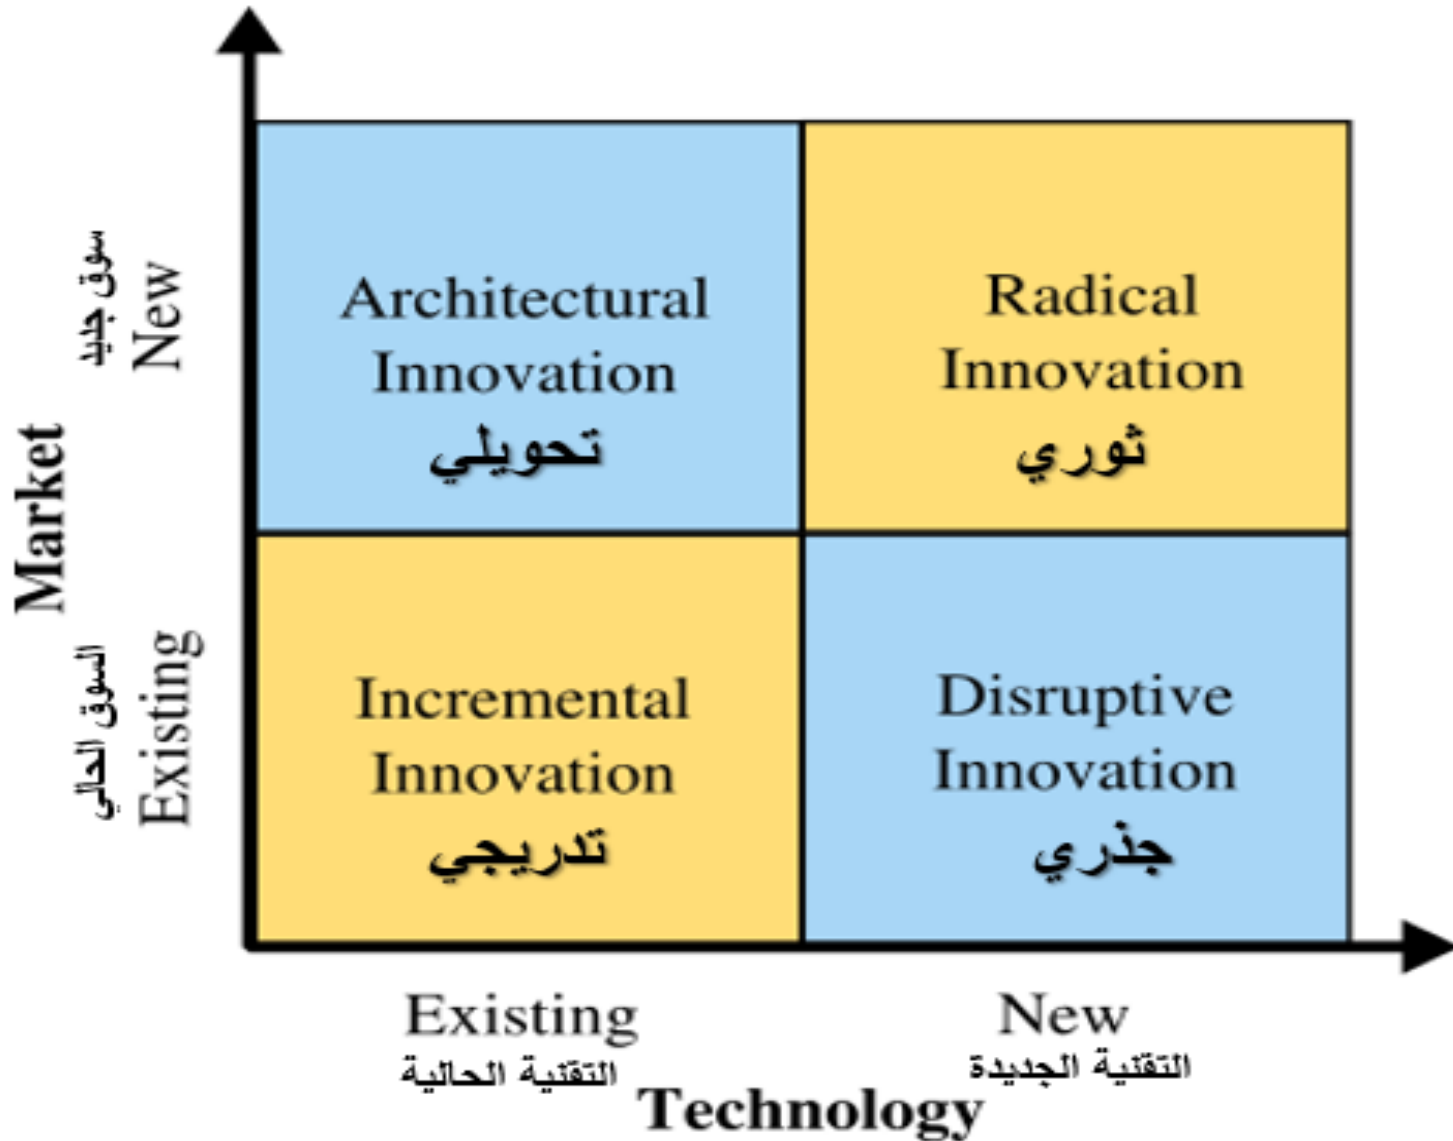 سوق جديد
New
Architectural
Innovation
تحويلي
Radical
Innovation
ثوري
Market
السوق الحالي
Existing
Incremental
Innovation
تدريجي
Disruptive
Innovation
جذري
Existing
التقنية الحالية
New
التقنية الجديدة
Technology